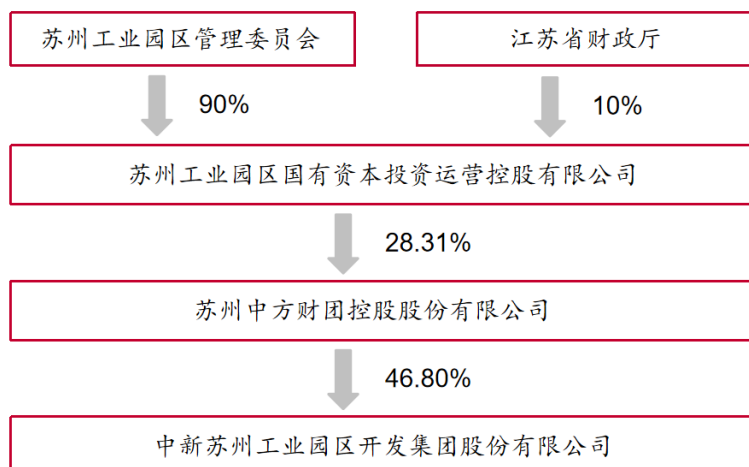 苏州工业园区管理委员会
江苏省财政厅
90%
10%
苏州工业园区国有资本投资运营控股有限公司
28.31%
苏州中方财团控股股份有限公司
46.80%
中新苏州工业园区开发集团股份有限公司